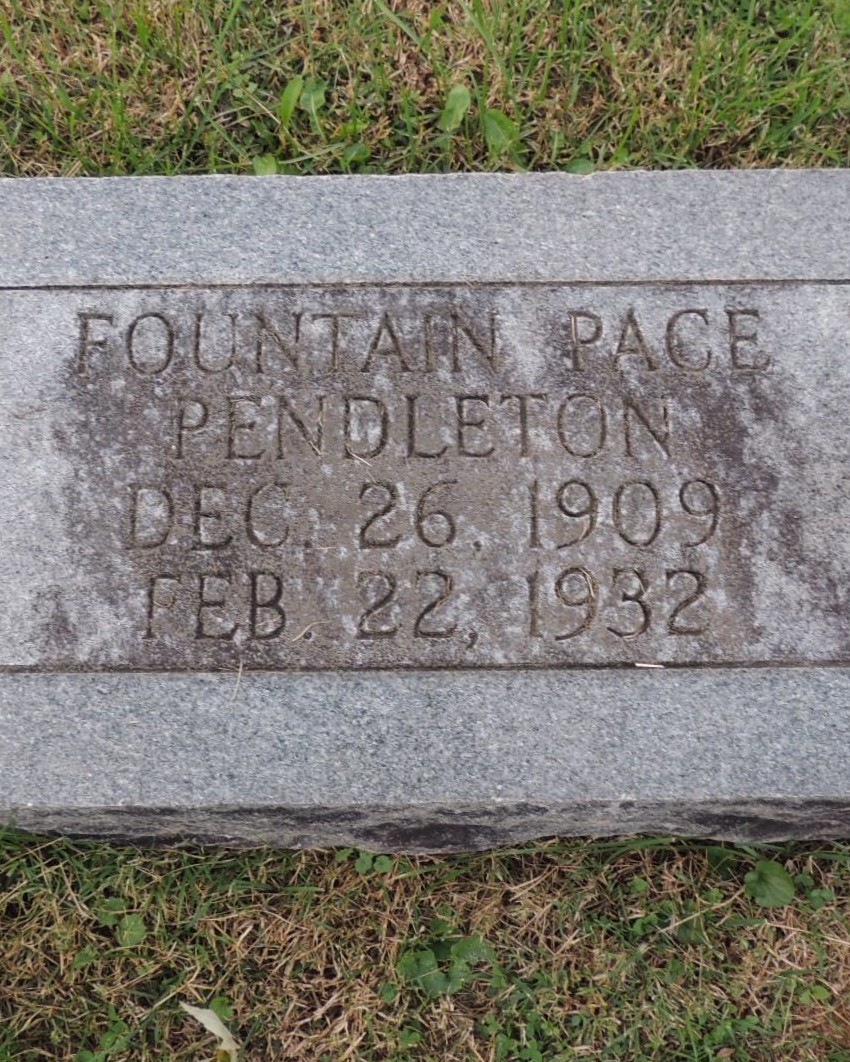 FOUNTAIN PACE
PENDLETON
DEC. 26, 1909
FEB. 22, 1932